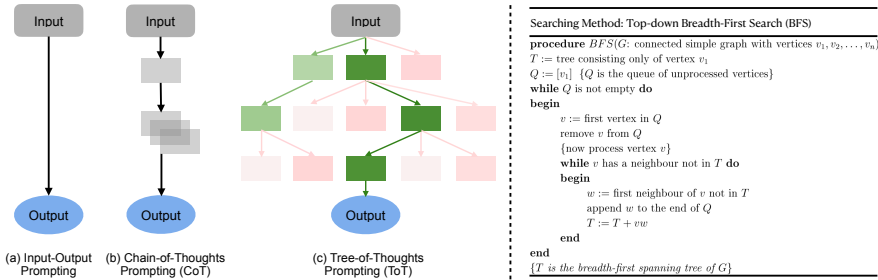 Input
Output
(a) Input-Output
Prompting
Input
Output
(b) Chain-of-Thoughts
Prompting (CoT)
Input
Output
(c) Tree-of-Thoughts
Prompting (ToT)
Searching Method: Top-down Breadth-First Search (BFS)
procedure BFS(G: connected simple graph with vertices v₁, v₂, . . . , vₙ)
T := tree consisting only of vertex v₁
Q := [v₁] {Q is the queue of unprocessed vertices}
while Q is not empty do
begin
v := first vertex in Q
remove v from Q
{now process vertex v}
while v has a neighbour not in T do
begin
w := first neighbour of v not in T
append w to the end of Q
T := T + vw
end
end
{T is the breadth-first spanning tree of G}